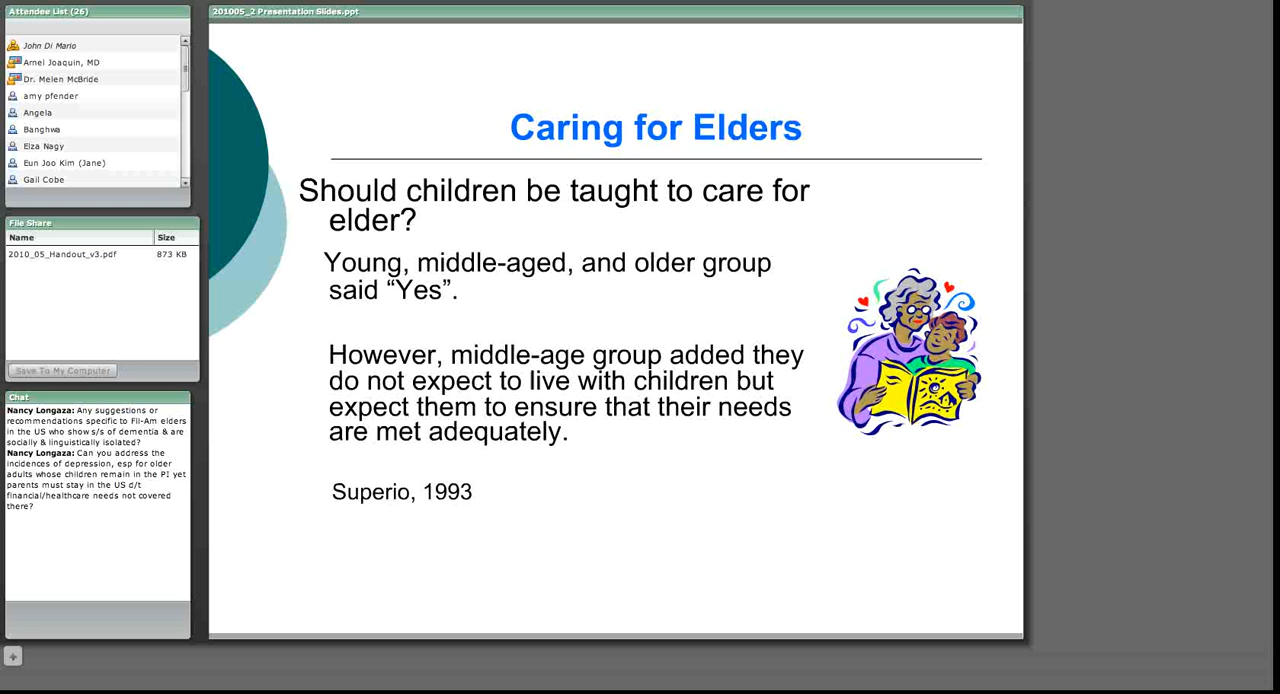 Attendee List (26)
John Di Mario
Arnel Joaquin, MD
Dr. Melen McBride
amy pfender
Angela
Banghwa
Elza Nagy
Eun Joo Kim (Jane)
Gail Cobe
File Share
Name Size
2010_05_Handout_v3.pdf 873 KB
Save To My Computer
Chat
Nancy Longaza: Any suggestions or
recommendations specific to Fil-Am elders
in the US who show s/s of dementia & are
socially & linguistically isolated?
Nancy Longaza: Can you address the
incidences of depression, esp for older
adults whose children remain in the PI yet
parents must stay in the US d/t
financial/healthcare needs not covered
there?
201005_2 Presentation Slides.ppt
Caring for Elders
Should children be taught to care for
elder?
Young, middle-aged, and older group
said “Yes”.
However, middle-age group added they
do not expect to live with children but
expect them to ensure that their needs
are met adequately.
Superio, 1993